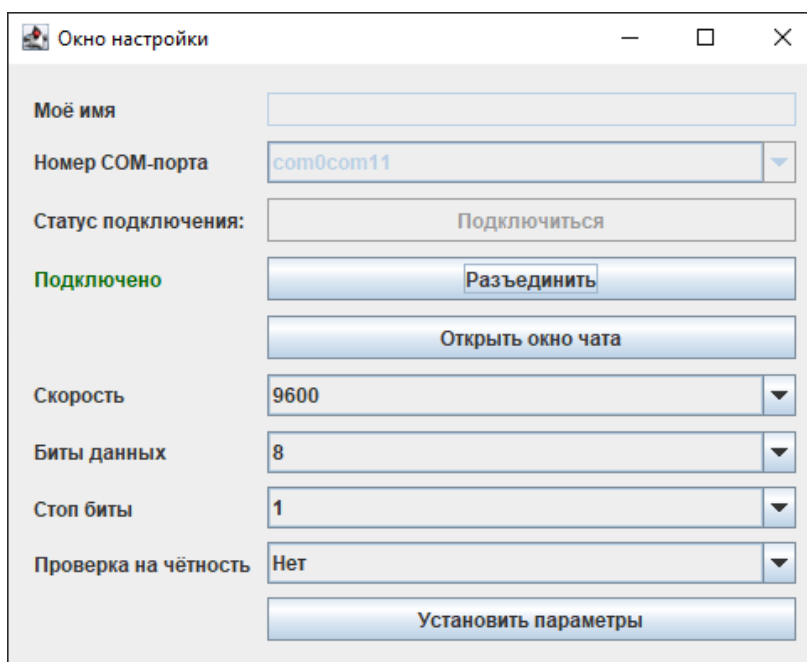 Окно настройки
Моё имя
Номер COM-порта com0com11
Статус подключения: Подключиться
Подключено Разъединить
Открыть окно чата
Скорость 9600
Биты данных 8
Стоп биты 1
Проверка на чётность Нет
Установить параметры